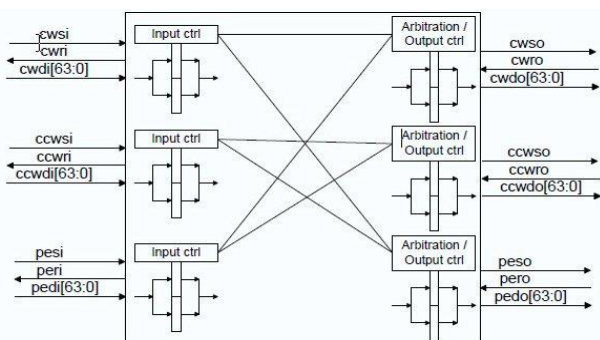 cwsi
cwri
cwdi[63:0]
Input ctrl
Arbitration /
Output ctrl
cwso
cwro
cwdo[63:0]
ccwsi
ccwri
ccwdi[63:0]
Input ctrl
Arbitration /
Output ctrl
ccwso
ccwro
ccwdo[63:0]
pesi
peri
pedi[63:0]
Input ctrl
Arbitration /
Output ctrl
peso
pero
pedo[63:0]